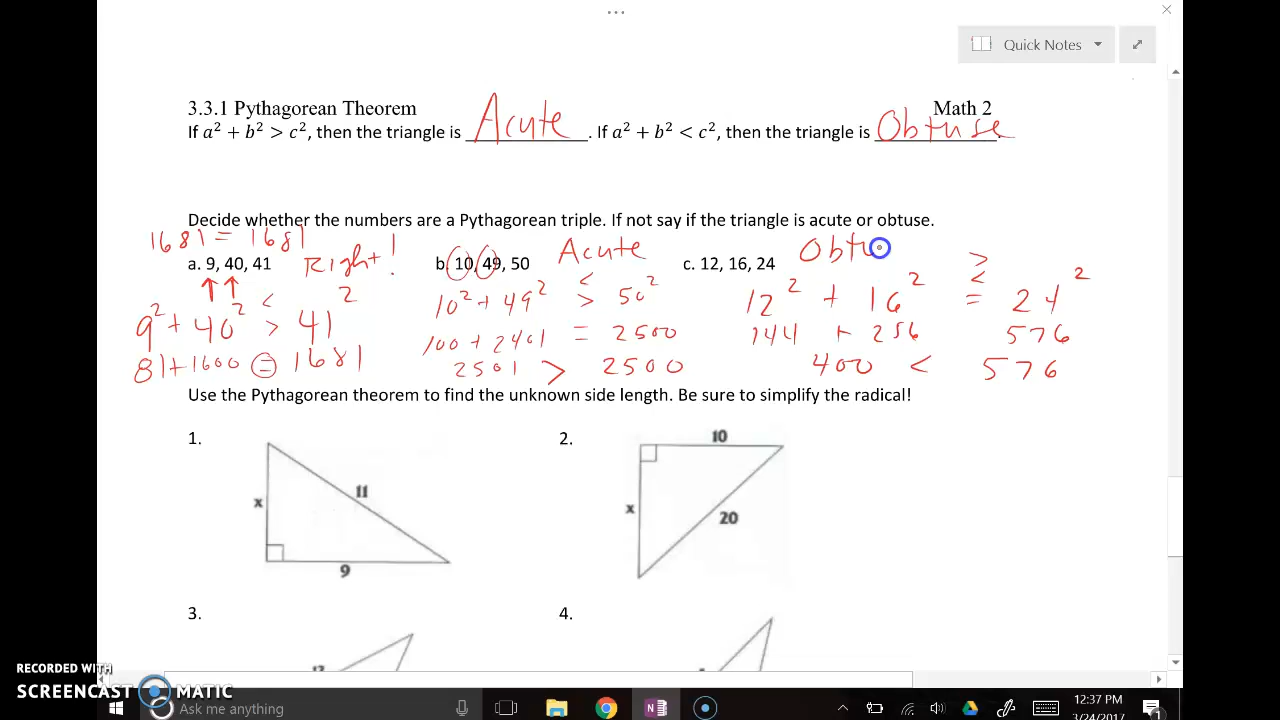 Quick Notes
3.3.1 Pythagorean Theorem Math 2
If a² + b² > c², then the triangle is Acute. If a² + b² < c², then the triangle is Obtuse.
Decide whether the numbers are a Pythagorean triple. If not say if the triangle is acute or obtuse.
1681 = 1681
a. 9, 40, 41 Right! b. 10, 49, 50 Acute c. 12, 16, 24 Obtu
< < > <
9² + 40² > 41² 10² + 49² > 50² 12² + 16² = 24²
81+1600 = 1681 100 + 2401 = 2500 144 + 256 576
2501 > 2500 400 < 576
Use the Pythagorean theorem to find the unknown side length. Be sure to simplify the radical!
1. 2.
x 11 9
10 x 20
3. 4.
RECORDED WITH
SCREENCAST MATIC
Ask me anything
12:37 PM
3/24/2017